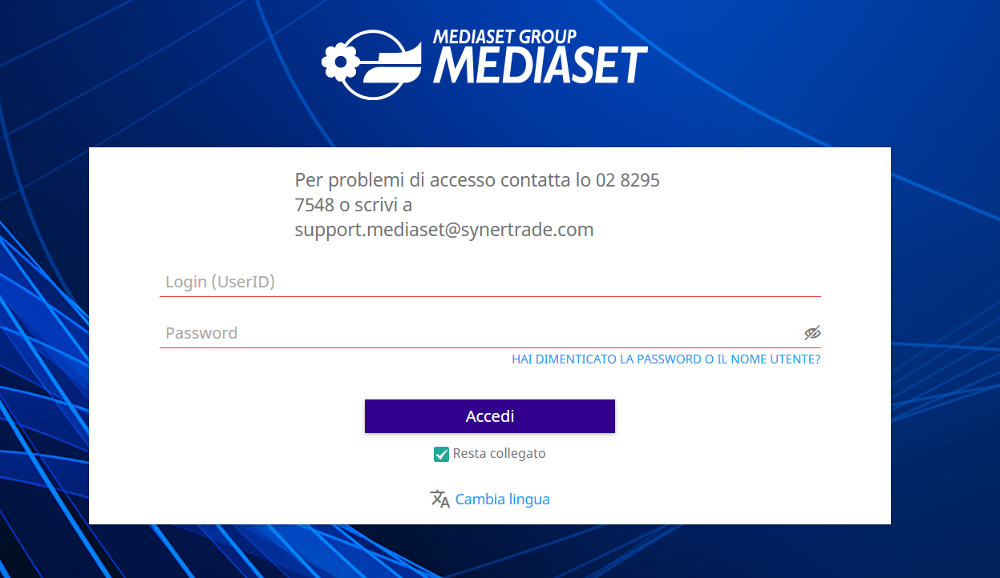 MEDIASET GROUP
MEDIASET
Per problemi di accesso contatta lo 02 8295
7548 o scrivi a
support.mediaset@synertrade.com
Login (UserID)
Password
HAI DIMENTICATO LA PASSWORD O IL NOME UTENTE?
Accedi
Resta collegato
Cambia lingua